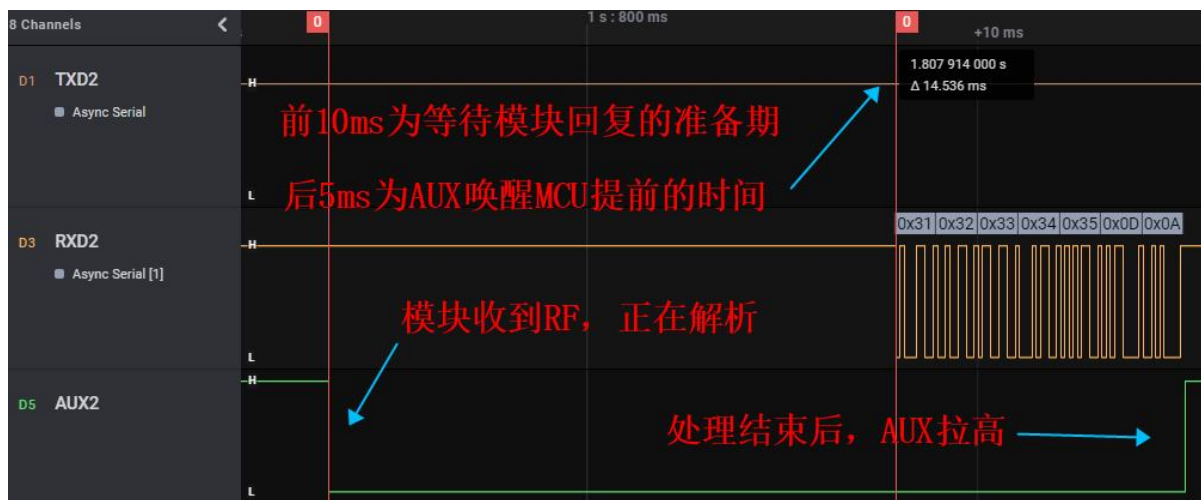 8 Channels
0
1 s : 800 ms
0
+10 ms
D1 TXD2
H
1.807 914 000 s
Δ 14.536 ms
Async Serial
前10ms为等待模块回复的准备期
后5ms为AUX唤醒MCU提前的时间
L
0x31 0x32 0x33 0x34 0x35 0x0D 0x0A
D3 RXD2
H
Async Serial [1]
模块收到RF，正在解析
L
H
D5 AUX2
处理结束后，AUX拉高
L